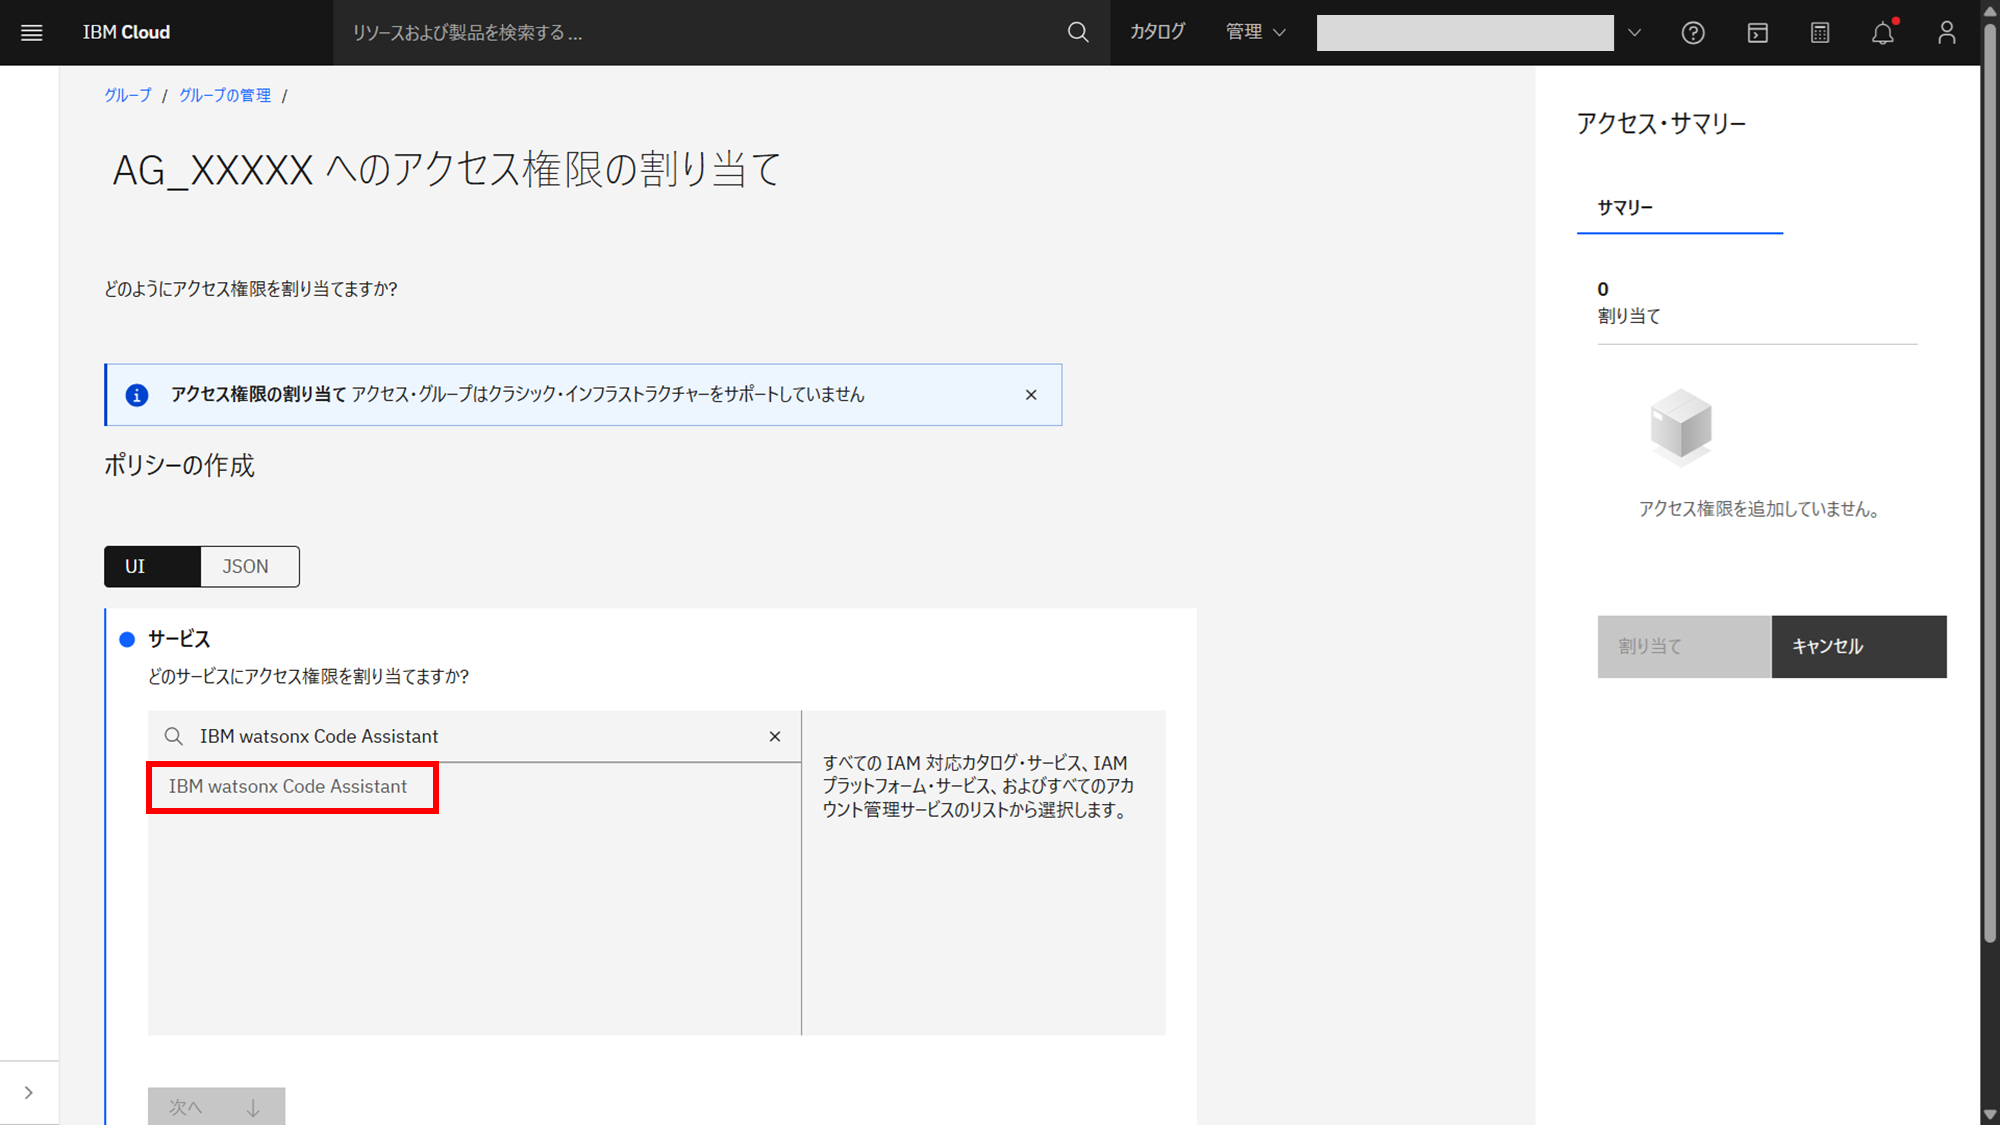 IBM Cloud
リソースおよび製品を検索する ...
カタログ
管理
グループ / グループの管理 /
AG_XXXXX へのアクセス権限の割り当て
どのようにアクセス権限を割り当てますか?
アクセス権限の割り当て アクセス・グループはクラシック・インフラストラクチャーをサポートしていません
ポリシーの作成
UI
JSON
サービス
どのサービスにアクセス権限を割り当てますか?
IBM watsonx Code Assistant
IBM watsonx Code Assistant
すべての IAM 対応カタログ・サービス、IAM
プラットフォーム・サービス、およびすべてのアカ
ウント管理サービスのリストから選択します。
次へ
アクセス・サマリー
サマリー
0
割り当て
アクセス権限を追加していません。
割り当て
キャンセル